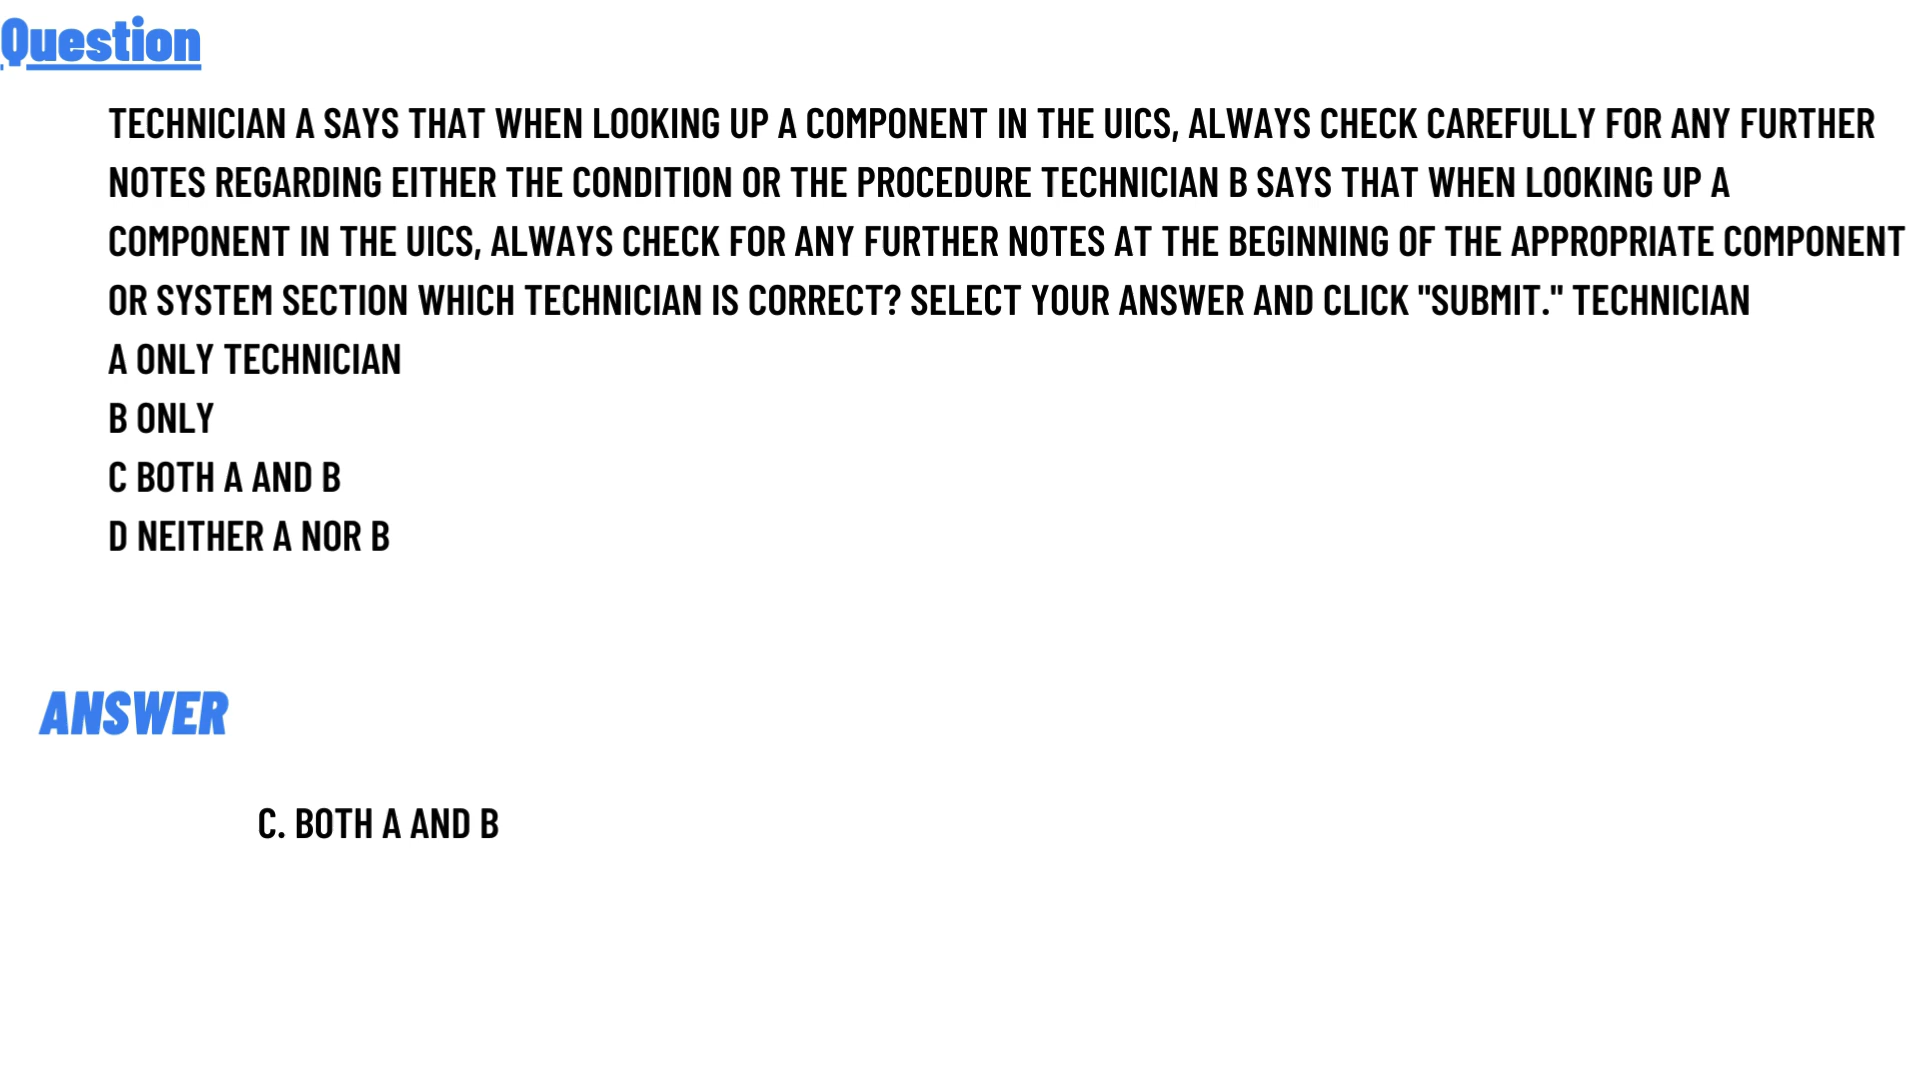 Question
TECHNICIAN A SAYS THAT WHEN LOOKING UP A COMPONENT IN THE UICS, ALWAYS CHECK CAREFULLY FOR ANY FURTHER
NOTES REGARDING EITHER THE CONDITION OR THE PROCEDURE TECHNICIAN B SAYS THAT WHEN LOOKING UP A
COMPONENT IN THE UICS, ALWAYS CHECK FOR ANY FURTHER NOTES AT THE BEGINNING OF THE APPROPRIATE COMPONENT
OR SYSTEM SECTION WHICH TECHNICIAN IS CORRECT? SELECT YOUR ANSWER AND CLICK "SUBMIT." TECHNICIAN
A ONLY TECHNICIAN
B ONLY
C BOTH A AND B
D NEITHER A NOR B
ANSWER
C. BOTH A AND B